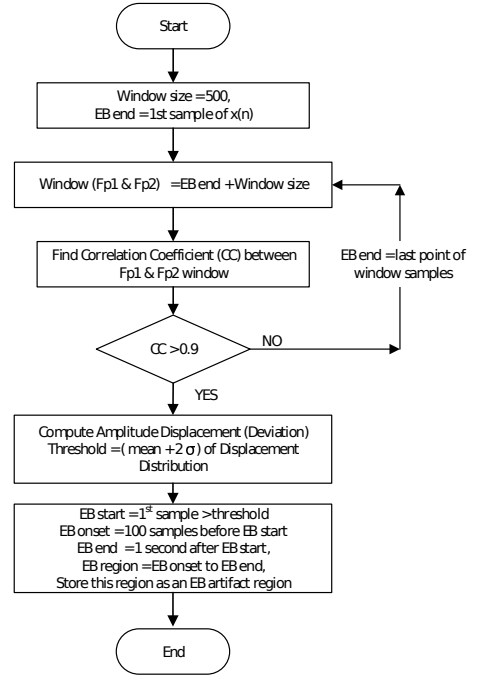 Start
Window size = 500,
EB end = 1st sample of x(n)
Window (Fp1 & Fp2) = EB end + Window size
Find Correlation Coefficient (CC) between
Fp1 & Fp2 window
EB end = last point of
window samples
CC > 0.9
NO
YES
Compute Amplitude Displacement (Deviation)
Threshold = ( mean + 2 σ ) of Displacement
Distribution
EB start = 1st sample > threshold
EB onset = 100 samples before EB start
EB end = 1 second after EB start,
EB region = EB onset to EB end,
Store this region as an EB artifact region
End